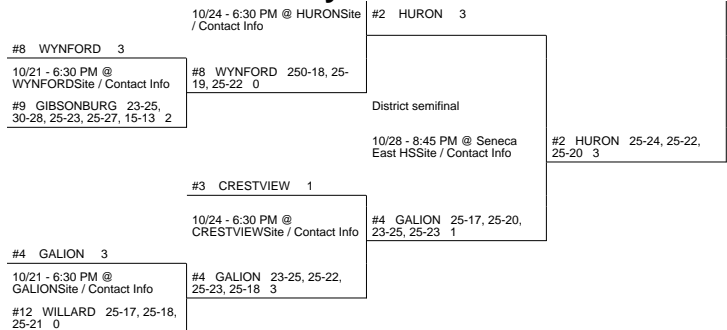 10/24 - 6:30 PM @ HURONSite
/ Contact Info
#2 HURON 3
#8 WYNFORD 3
10/21 - 6:30 PM @
WYNFORDSite / Contact Info
#8 WYNFORD 250-18, 25-
19, 25-22 0
#9 GIBSONBURG 23-25,
30-28, 25-23, 25-27, 15-13 2
District semifinal
10/28 - 8:45 PM @ Seneca
East HSSite / Contact Info
#2 HURON 25-24, 25-22,
25-20 3
#3 CRESTVIEW 1
10/24 - 6:30 PM @
CRESTVIEWSite / Contact Info
#4 GALION 25-17, 25-20,
23-25, 25-23 1
#4 GALION 3
10/21 - 6:30 PM @
GALIONSite / Contact Info
#4 GALION 23-25, 25-22,
25-23, 25-18 3
#12 WILLARD 25-17, 25-18,
25-21 0